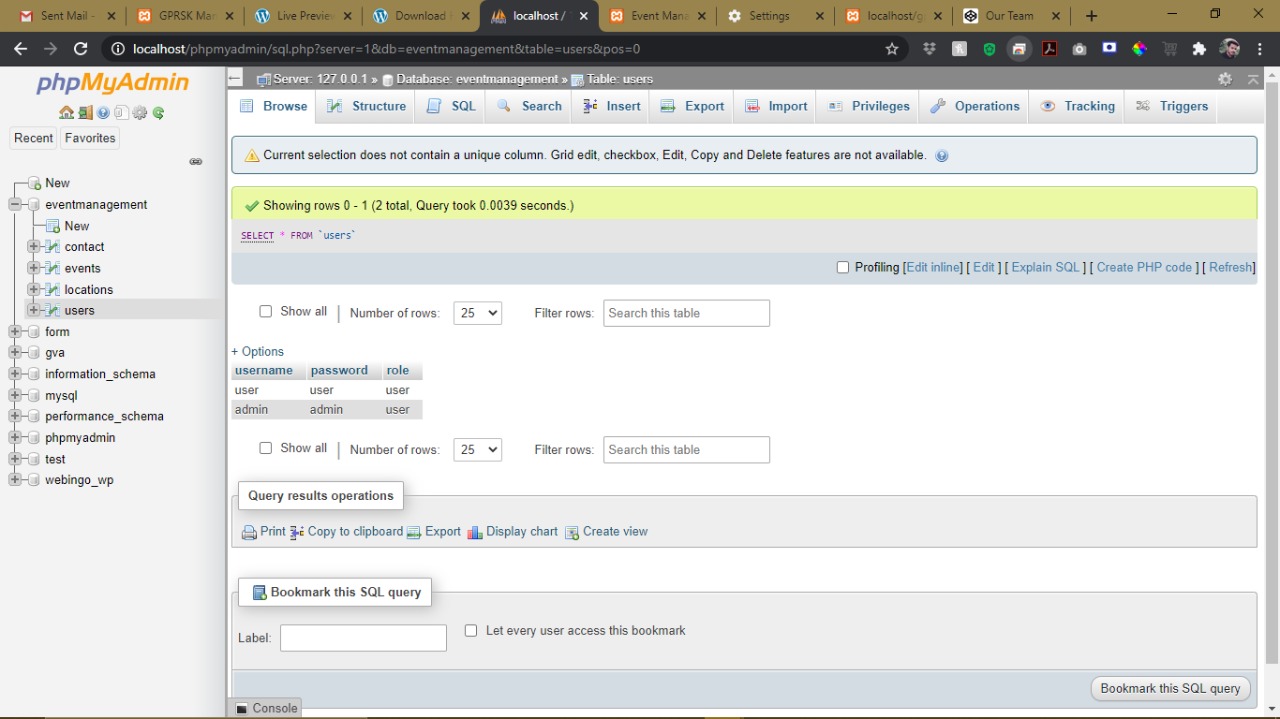 Sent Mail -
GPRSK Man
Live Preview
Download
localhost /
Event Mana
Settings
localhost/g
Our Team
localhost/phpmyadmin/sql.php?server=1&db=eventmanagement&table=users&pos=0
phpMyAdmin
Recent Favorites
New
eventmanagement
New
contact
events
locations
users
form
gva
information_schema
mysql
performance_schema
phpmyadmin
test
webingo_wp
Server: 127.0.0.1 » Database: eventmanagement » Table: users
Browse Structure SQL Search Insert Export Import Privileges Operations Tracking Triggers
Current selection does not contain a unique column. Grid edit, checkbox, Edit, Copy and Delete features are not available.
Showing rows 0 - 1 (2 total, Query took 0.0039 seconds.)
SELECT * FROM `users`
Profiling [Edit inline] [ Edit ] [ Explain SQL ] [ Create PHP code ] [ Refresh]
Show all | Number of rows: 25 Filter rows: Search this table
+ Options
username password role
user user user
admin admin user
Show all | Number of rows: 25 Filter rows: Search this table
Query results operations
Print Copy to clipboard Export Display chart Create view
Bookmark this SQL query
Label: Let every user access this bookmark
Bookmark this SQL query
Console